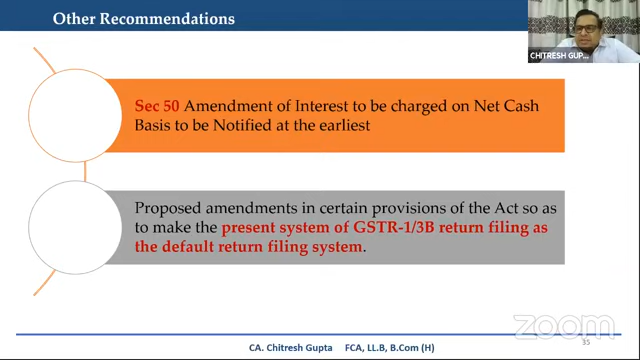 Other Recommendations
CHITRESH GUP...
Sec 50 Amendment of Interest to be charged on Net Cash
Basis to be Notified at the earliest
Proposed amendments in certain provisions of the Act so as
to make the present system of GSTR-1/3B return filing as
the default return filing system.
zoom
35
CA. Chitresh Gupta FCA, LL.B, B.Com (H)